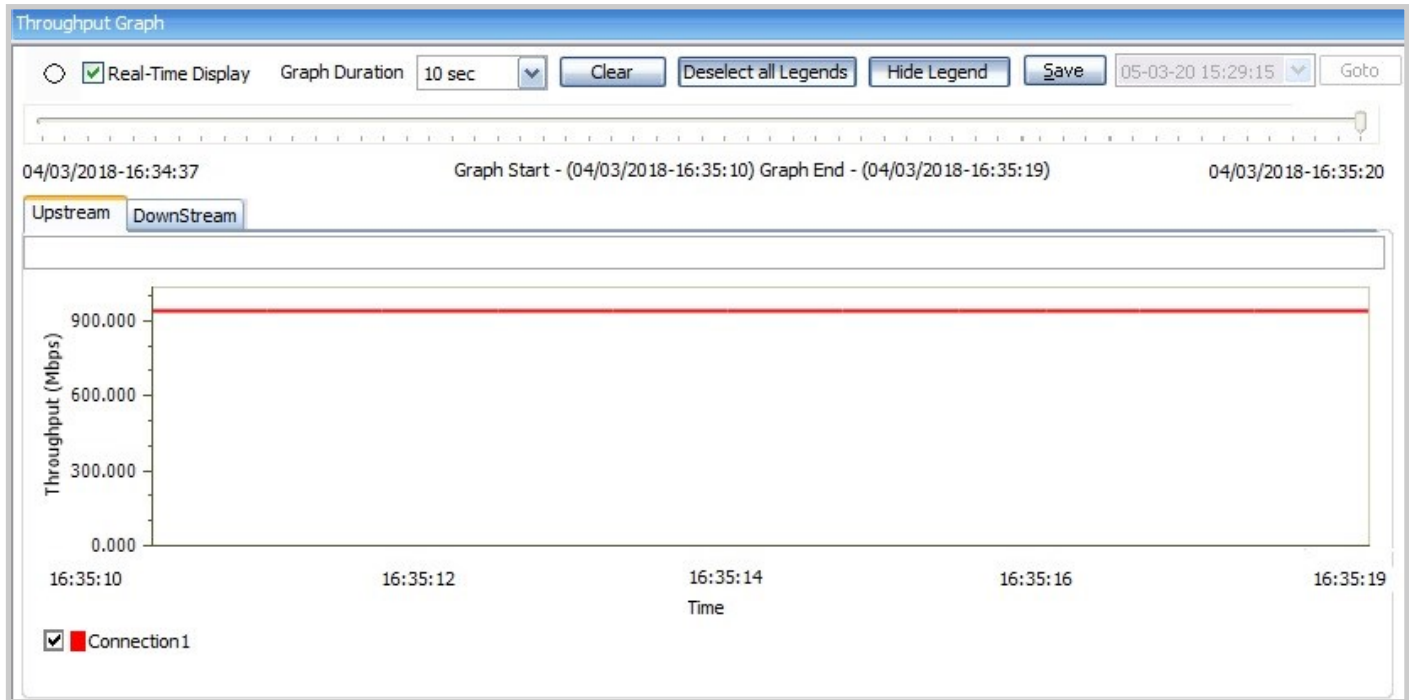 Throughput Graph
Real-Time Display Graph Duration 10 sec Clear Deselect all Legends Hide Legend Save 05-03-20 15:29:15 Goto
04/03/2018-16:34:37 Graph Start - (04/03/2018-16:35:10) Graph End - (04/03/2018-16:35:19) 04/03/2018-16:35:20
Upstream DownStream
Throughput (Mbps)
900.000
600.000
300.000
0.000
16:35:10 16:35:12 16:35:14 16:35:16 16:35:19
Time
Connection1